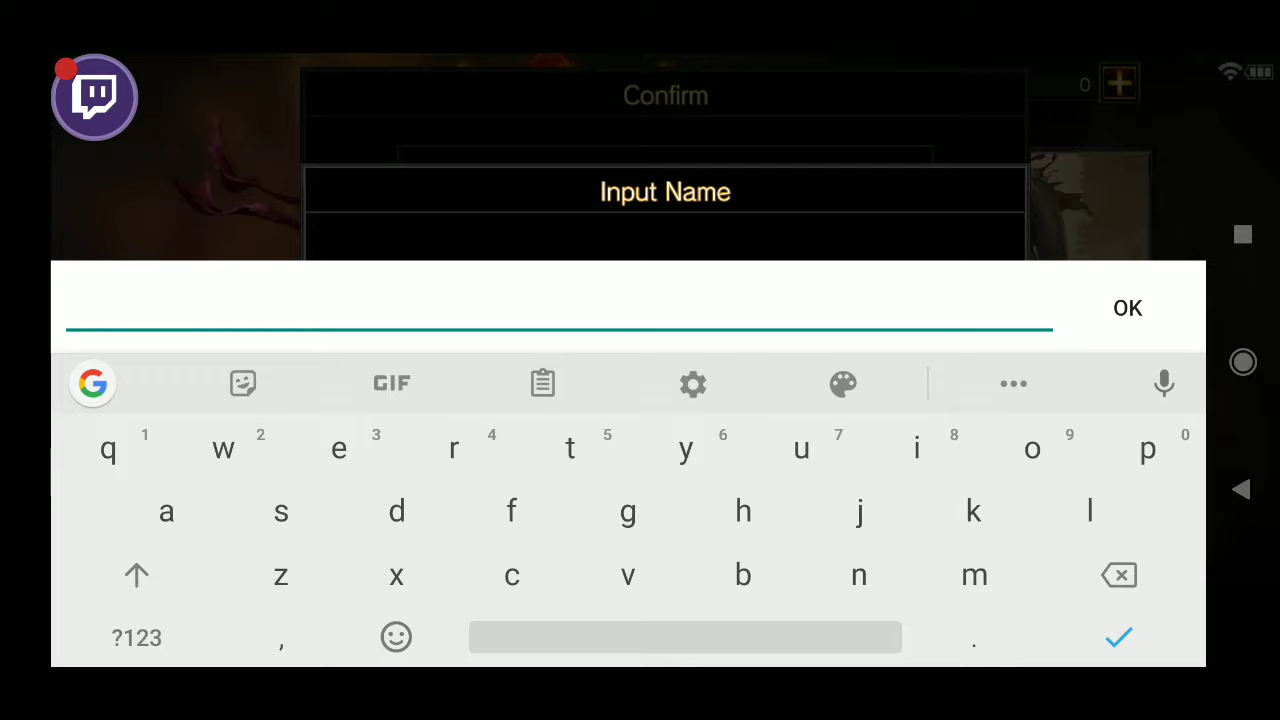 Confirm
0
Input Name
OK
GIF
q 1 w 2 e 3 r 4 t 5 y 6 u 7 i 8 o 9 p 0
a s d f g h j k l
z x c v b n m
?123 , .